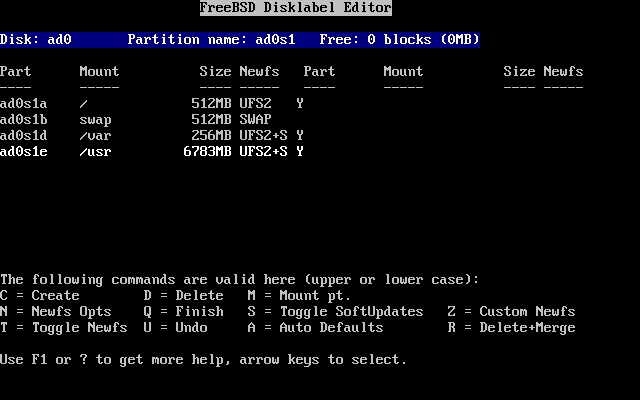 FreeBSD Disklabel Editor
Disk: ad0 Partition name: ad0s1 Free: 0 blocks (0MB)
Part Mount Size Newfs Part Mount Size Newfs
---- ----- ---- ----- ---- ----- ---- -----
ad0s1a / 512MB UFS2 Y
ad0s1b swap 512MB SWAP
ad0s1d /var 256MB UFS2+S Y
ad0s1e /usr 6783MB UFS2+S Y
The following commands are valid here (upper or lower case):
C = Create D = Delete M = Mount pt.
N = Newfs Opts Q = Finish S = Toggle SoftUpdates Z = Custom Newfs
T = Toggle Newfs U = Undo A = Auto Defaults R = Delete+Merge
Use F1 or ? to get more help, arrow keys to select.